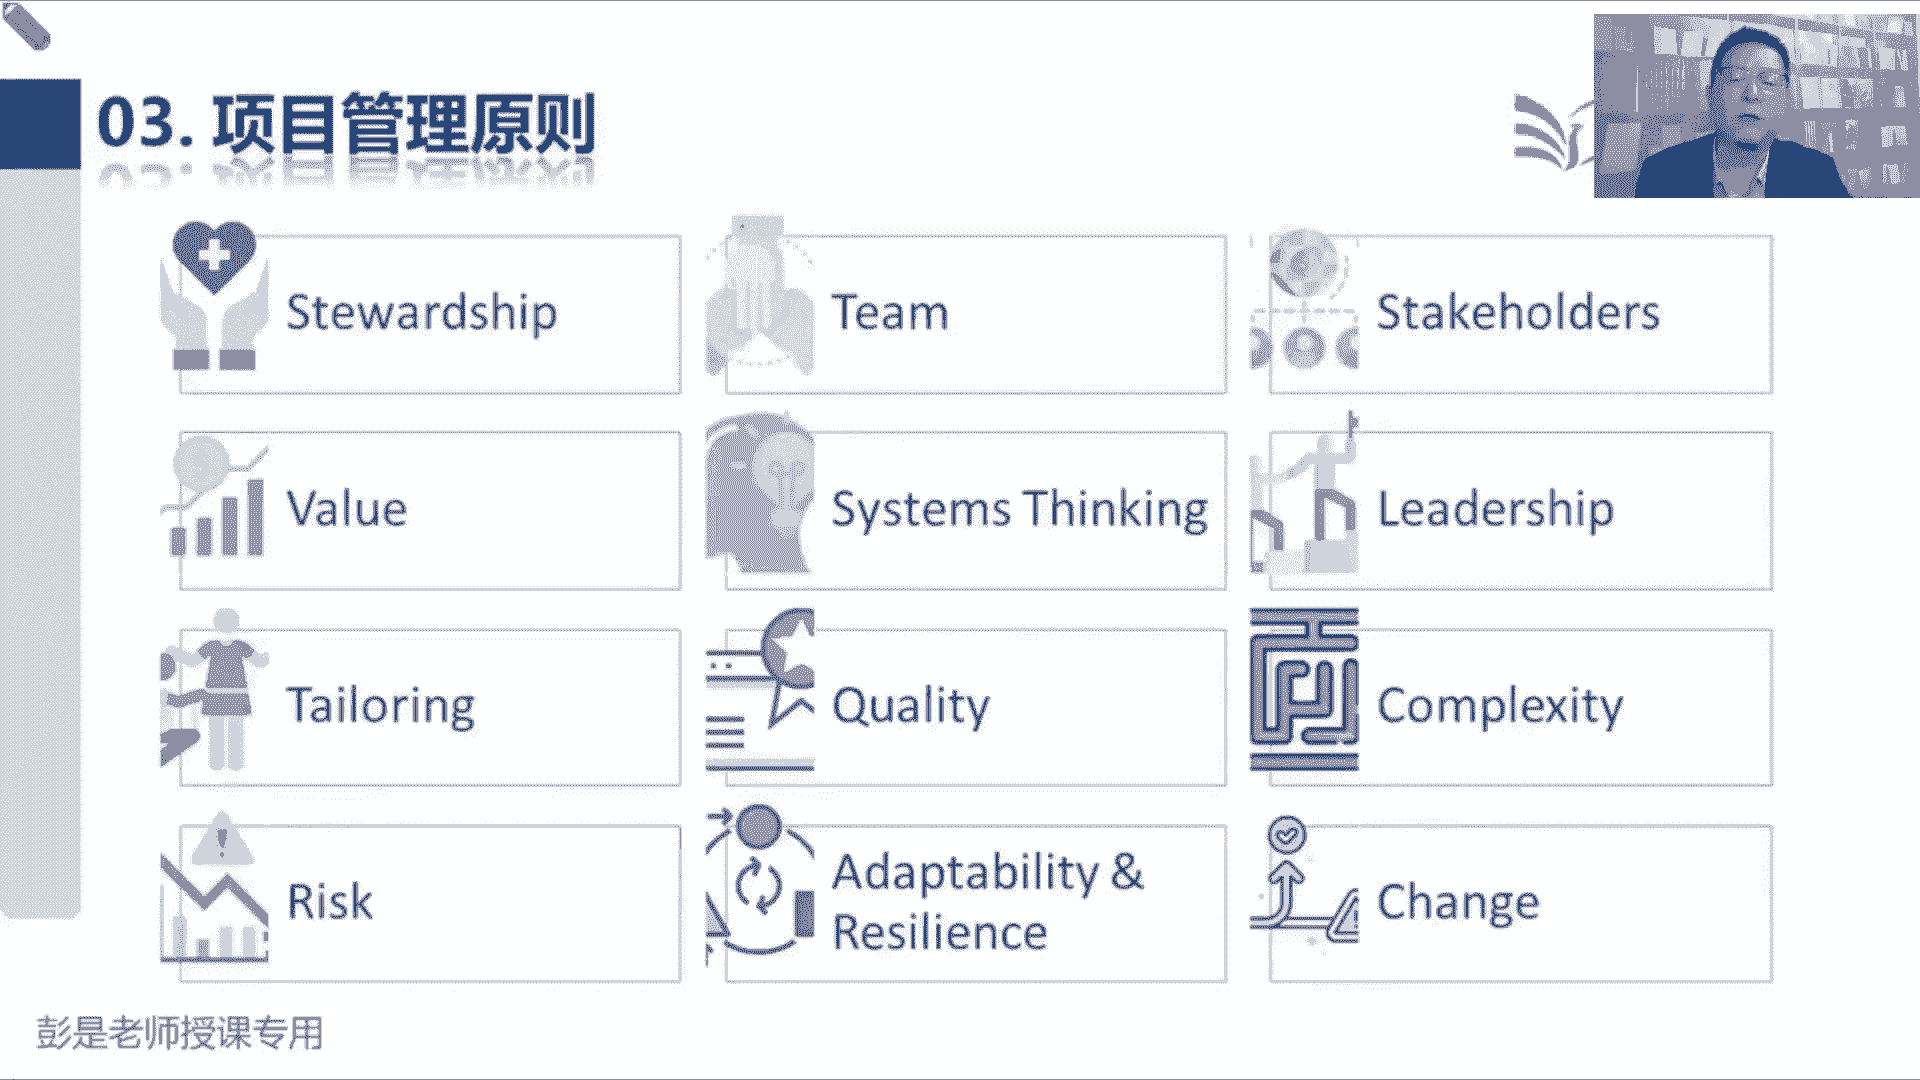 03. 项目管理原则
Stewardship
Team
Stakeholders
Value
Systems Thinking
Leadership
Tailoring
Quality
Complexity
Risk
Adaptability &
Resilience
Change
彭是老师授课专用